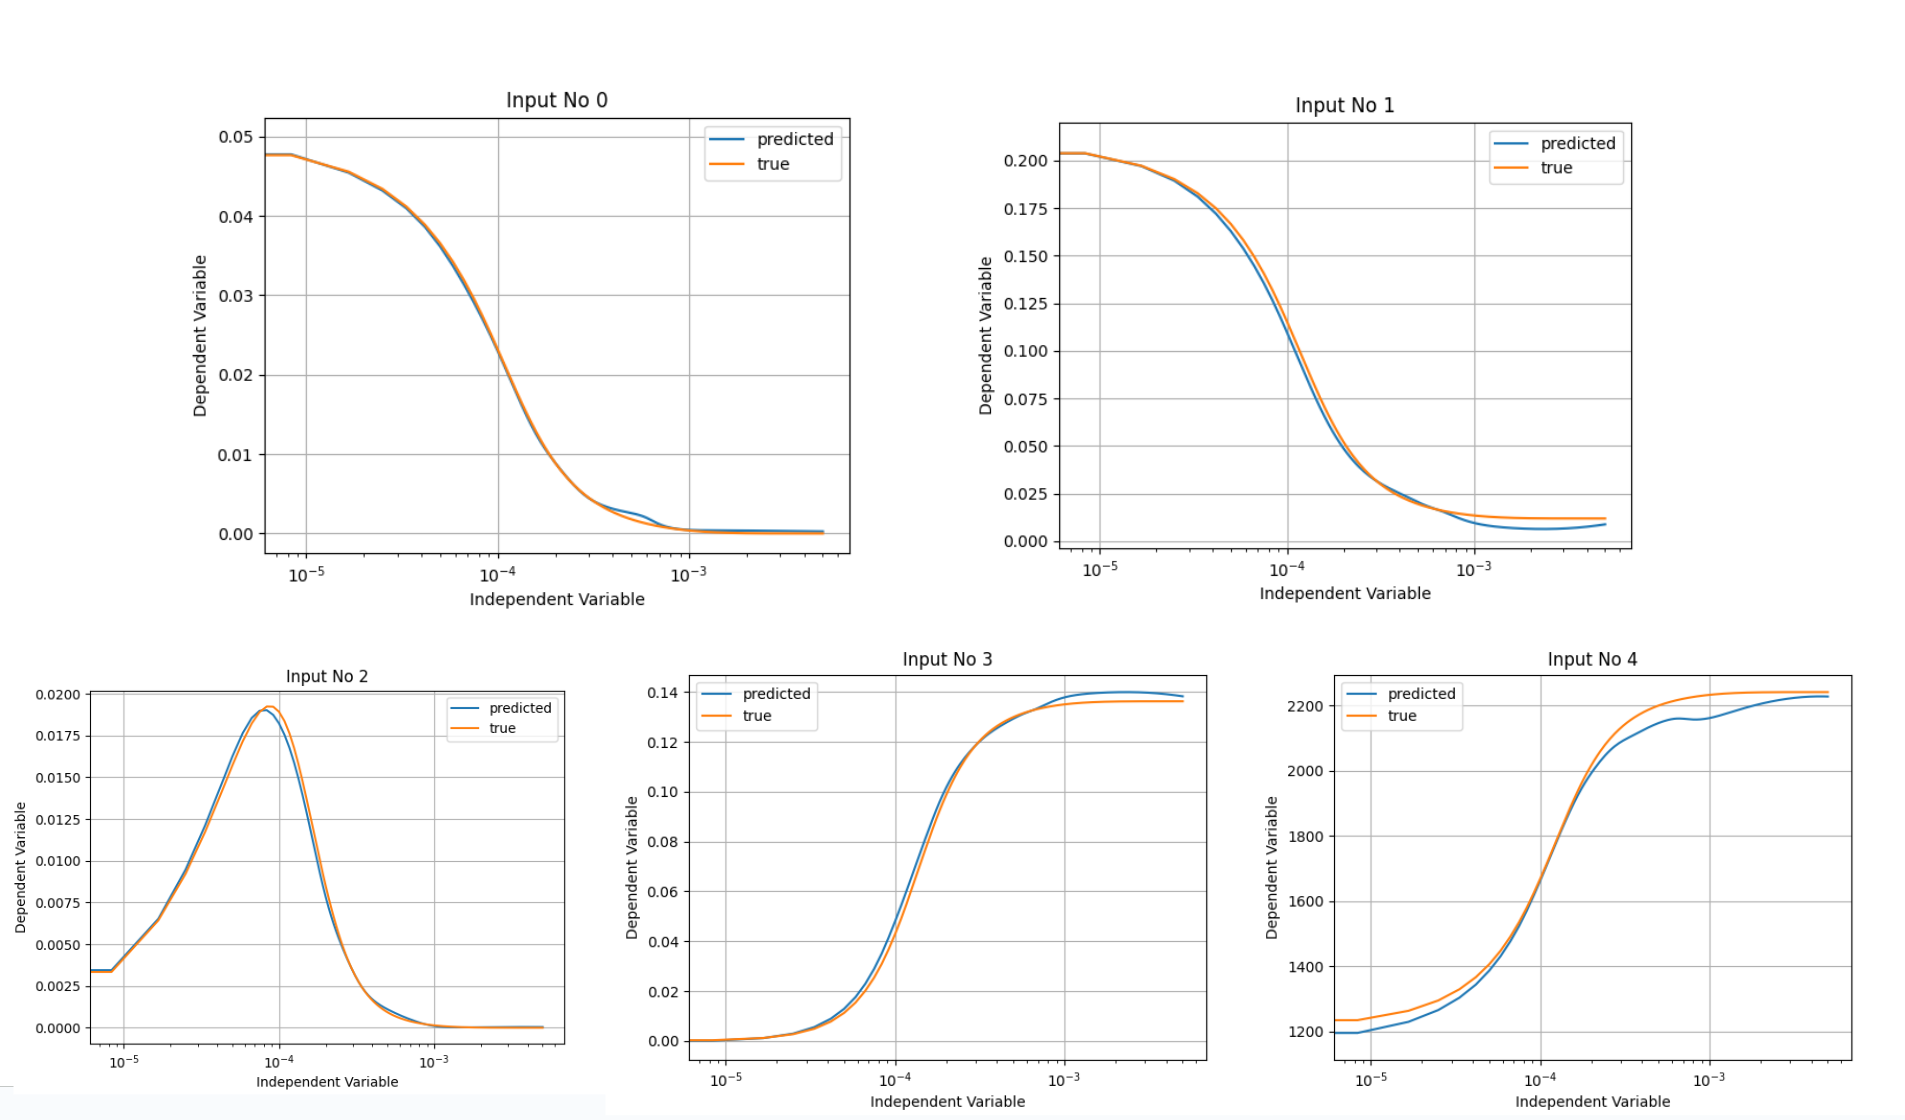 Input No 0
predicted
true
0.05
0.04
0.03
0.02
0.01
0.00
Dependent Variable
10⁻⁵ 10⁻⁴ 10⁻³
Independent Variable
Input No 1
predicted
true
0.200
0.175
0.150
0.125
0.100
0.075
0.050
0.025
0.000
Dependent Variable
10⁻⁵ 10⁻⁴ 10⁻³
Independent Variable
Input No 2
predicted
true
0.0200
0.0175
0.0150
0.0125
0.0100
0.0075
0.0050
0.0025
0.0000
Dependent Variable
10⁻⁵ 10⁻⁴ 10⁻³
Independent Variable
Input No 3
predicted
true
0.14
0.12
0.10
0.08
0.06
0.04
0.02
0.00
Dependent Variable
10⁻⁵ 10⁻⁴ 10⁻³
Independent Variable
Input No 4
predicted
true
2200
2000
1800
1600
1400
1200
Dependent Variable
10⁻⁵ 10⁻⁴ 10⁻³
Independent Variable